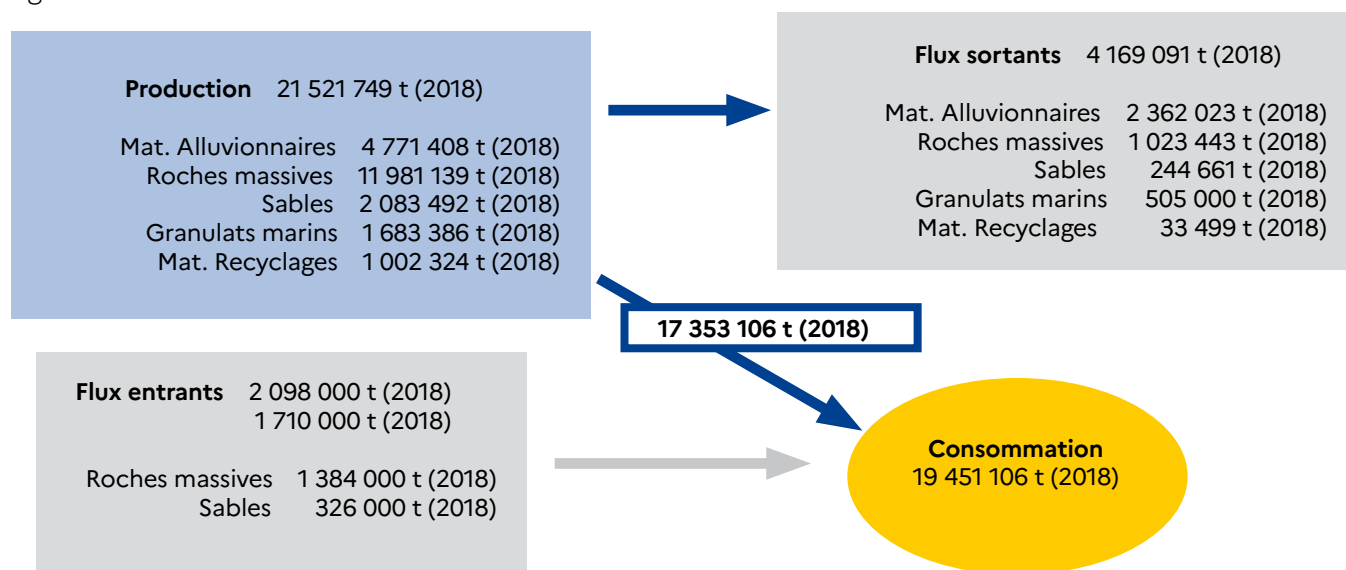 Production 21 521 749 t (2018)
Mat. Alluvionnaires 4 771 408 t (2018)
Roches massives 11 981 139 t (2018)
Sables 2 083 492 t (2018)
Granulats marins 1 683 386 t (2018)
Mat. Recyclages 1 002 324 t (2018)
Flux sortants 4 169 091 t (2018)
Mat. Alluvionnaires 2 362 023 t (2018)
Roches massives 1 023 443 t (2018)
Sables 244 661 t (2018)
Granulats marins 505 000 t (2018)
Mat. Recyclages 33 499 t (2018)
17 353 106 t (2018)
Flux entrants 2 098 000 t (2018)
1 710 000 t (2018)
Roches massives 1 384 000 t (2018)
Sables 326 000 t (2018)
Consommation
19 451 106 t (2018)